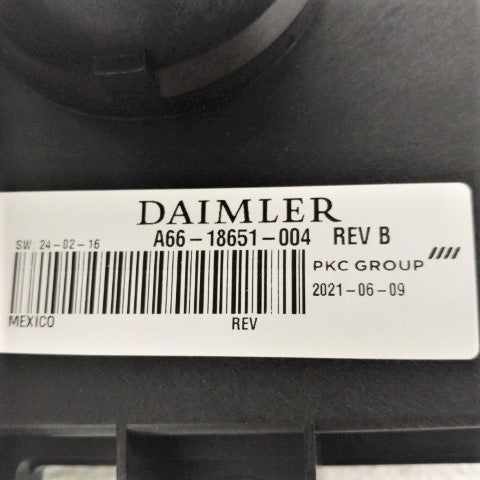 DAIMLER
SW: 24-02-16 A66-18651-004 REV B
PKC GROUP
2021-06-09
MEXICO REV